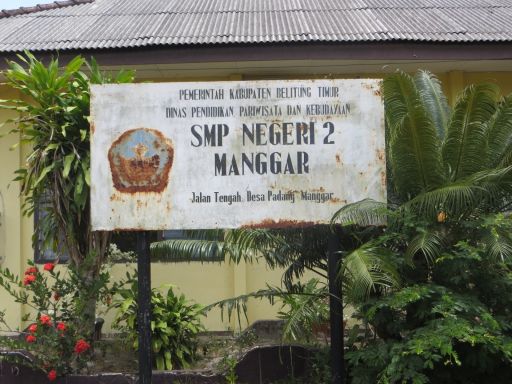 PEMERINTAH KABUPATEN BELITUNG TIMUR
DINAS PENDIDIKAN, PARIWISATA DAN KEBUDAYAAN
SMP NEGERI 2
MANGGAR
Jalan Tengah, Desa Padang, Manggar